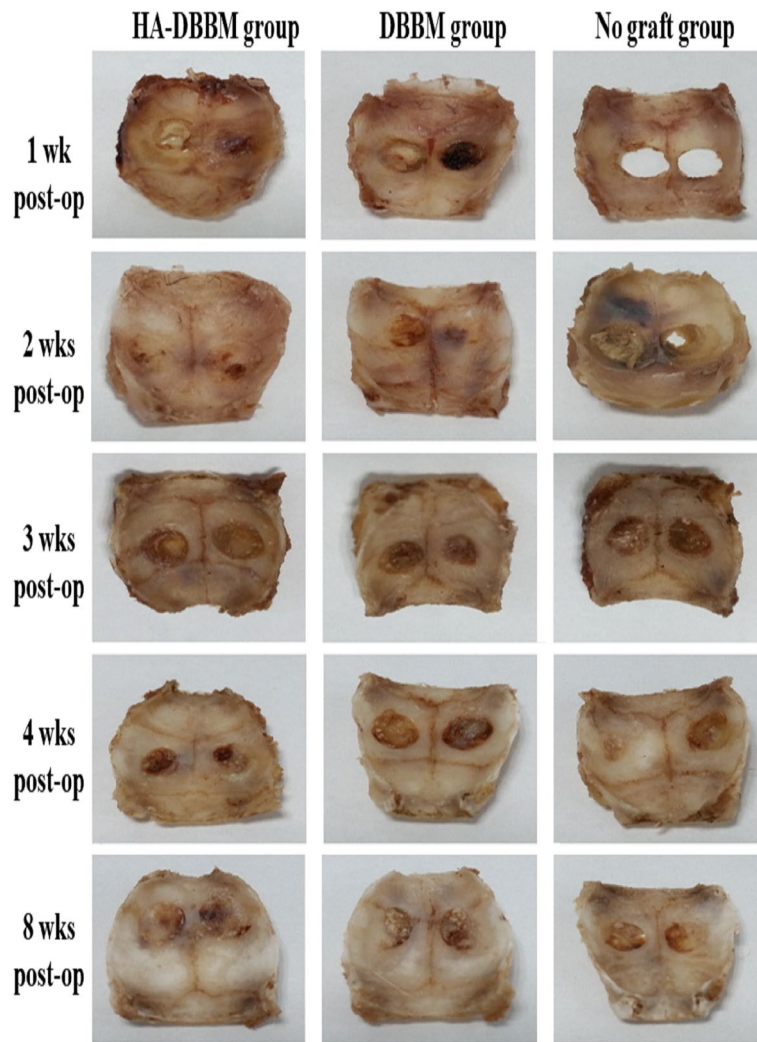 HA-DBBM group DBBM group No graft group
1 wk
post-op
2 wks
post-op
3 wks
post-op
4 wks
post-op
8 wks
post-op